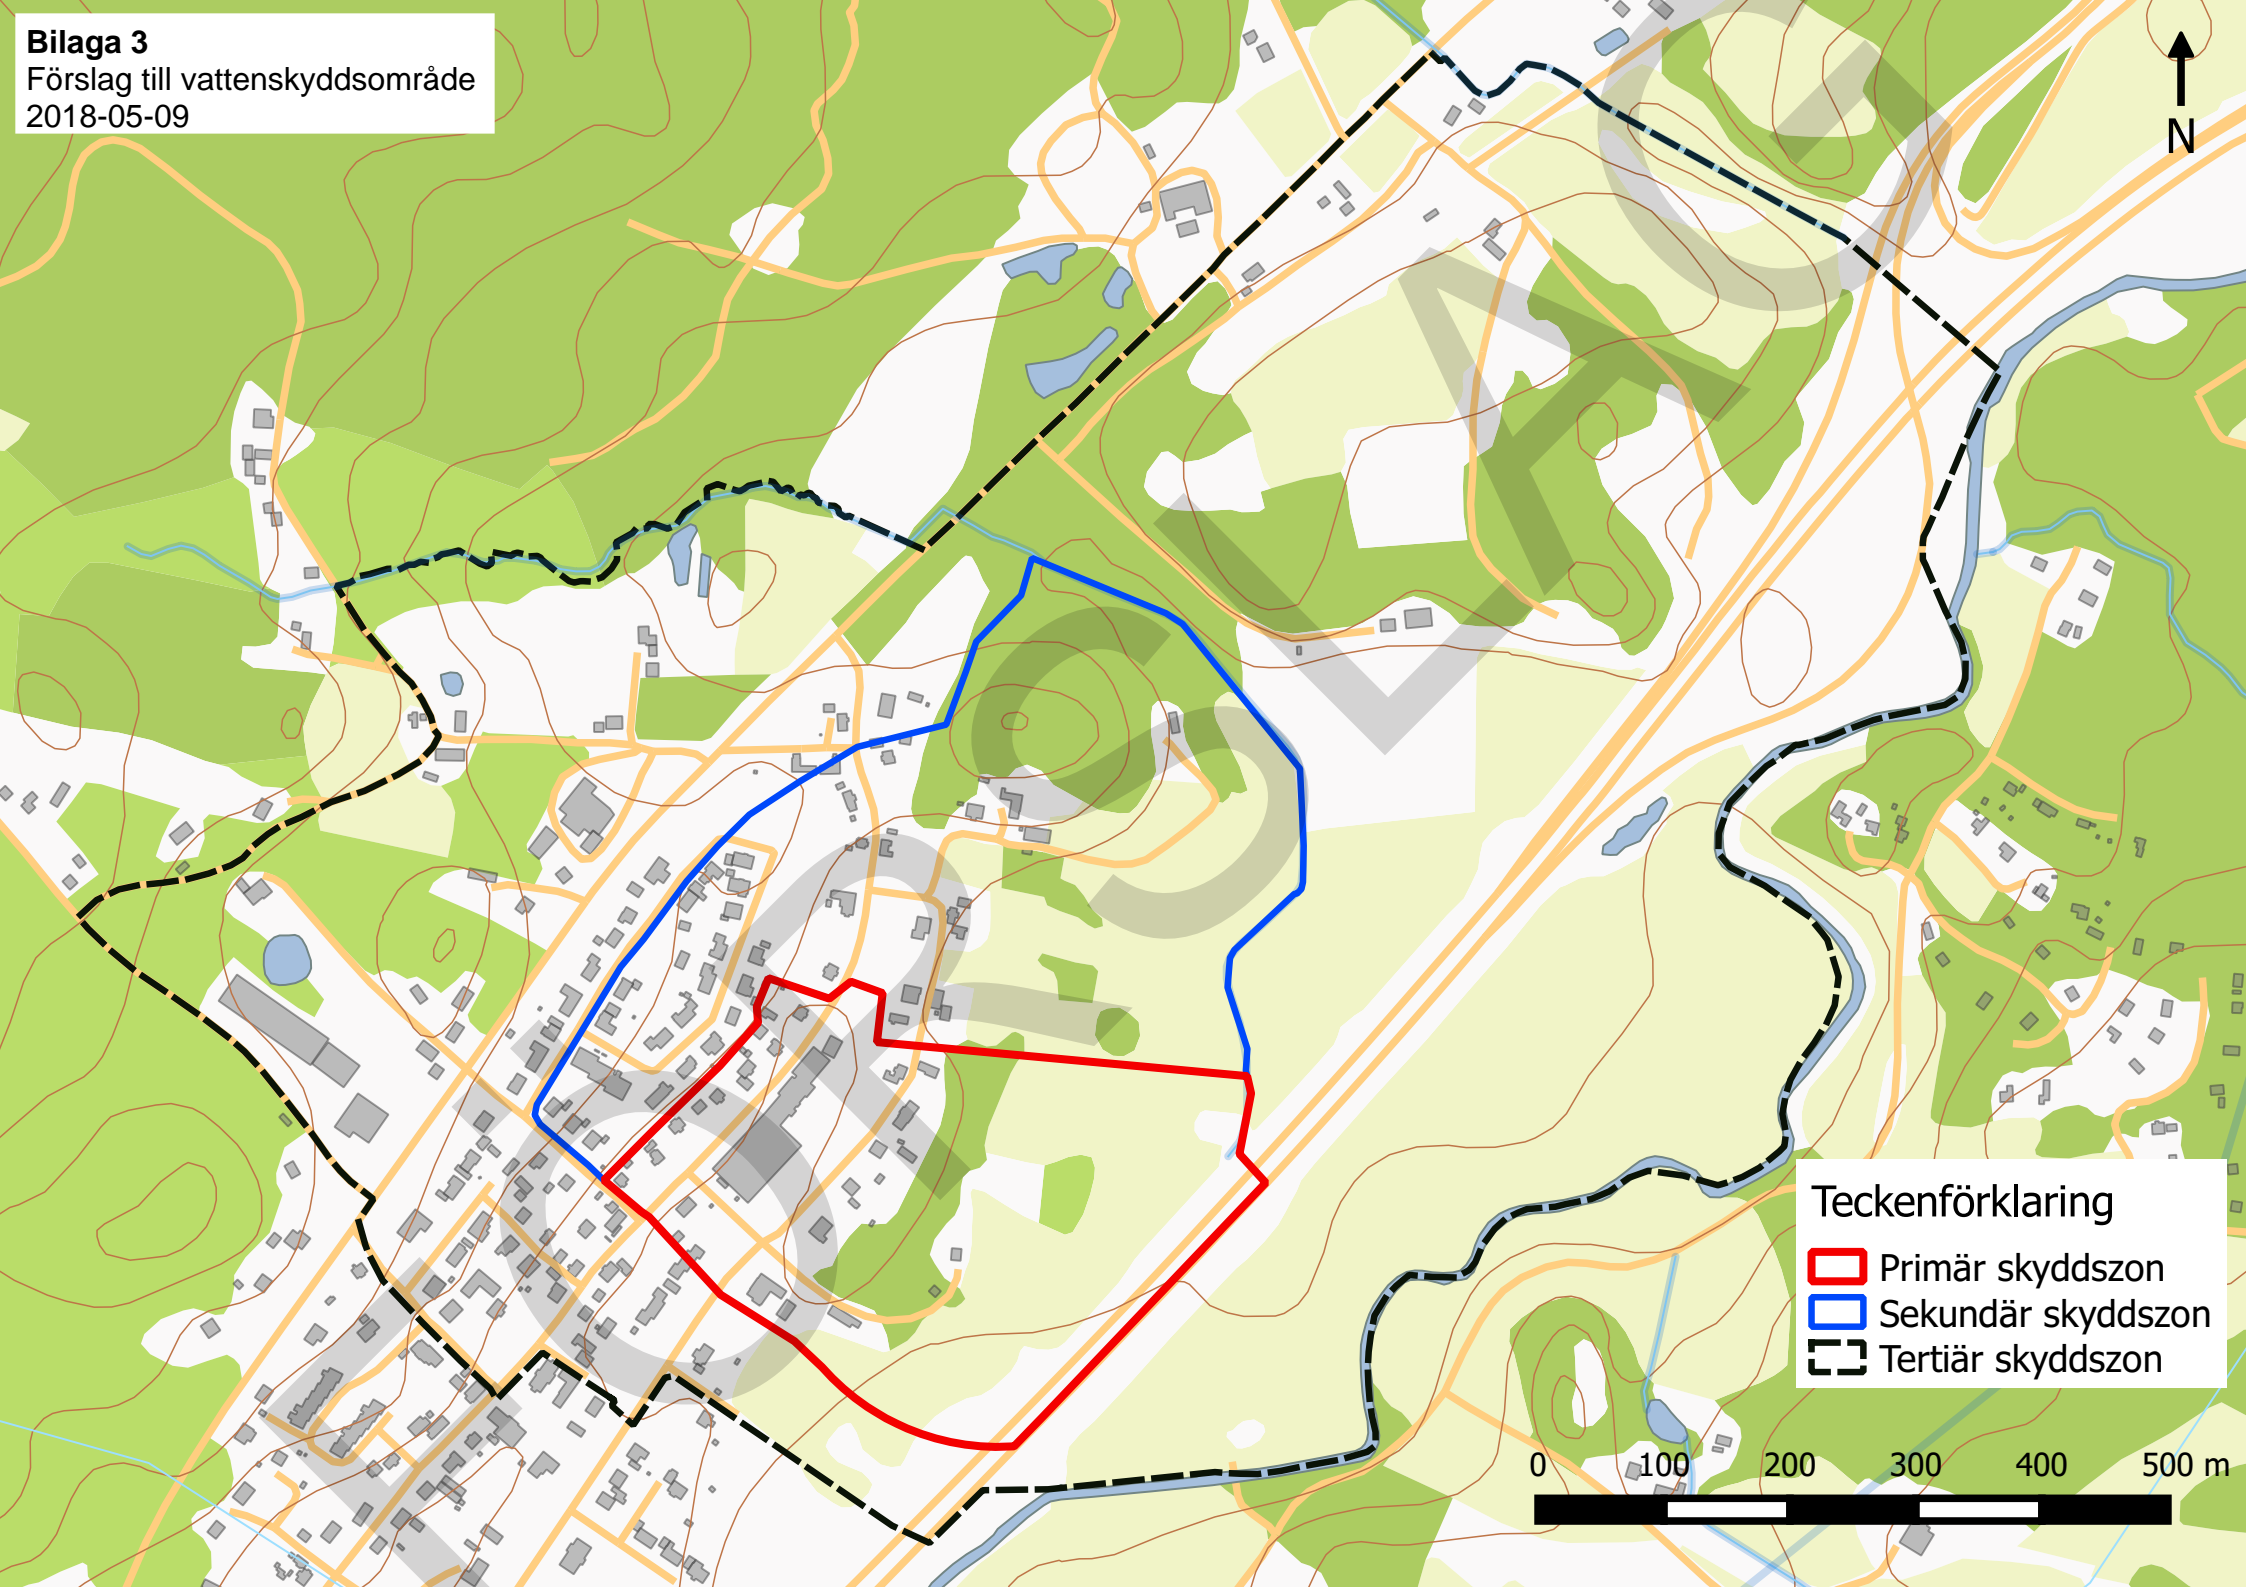 Bilaga 3
Förslag till vattenskyddsområde
2018-05-09
N
FÖRSLAG
Teckenförklaring
Primär skyddszon
Sekundär skyddszon
Tertiär skyddszon
0 100 200 300 400 500 m